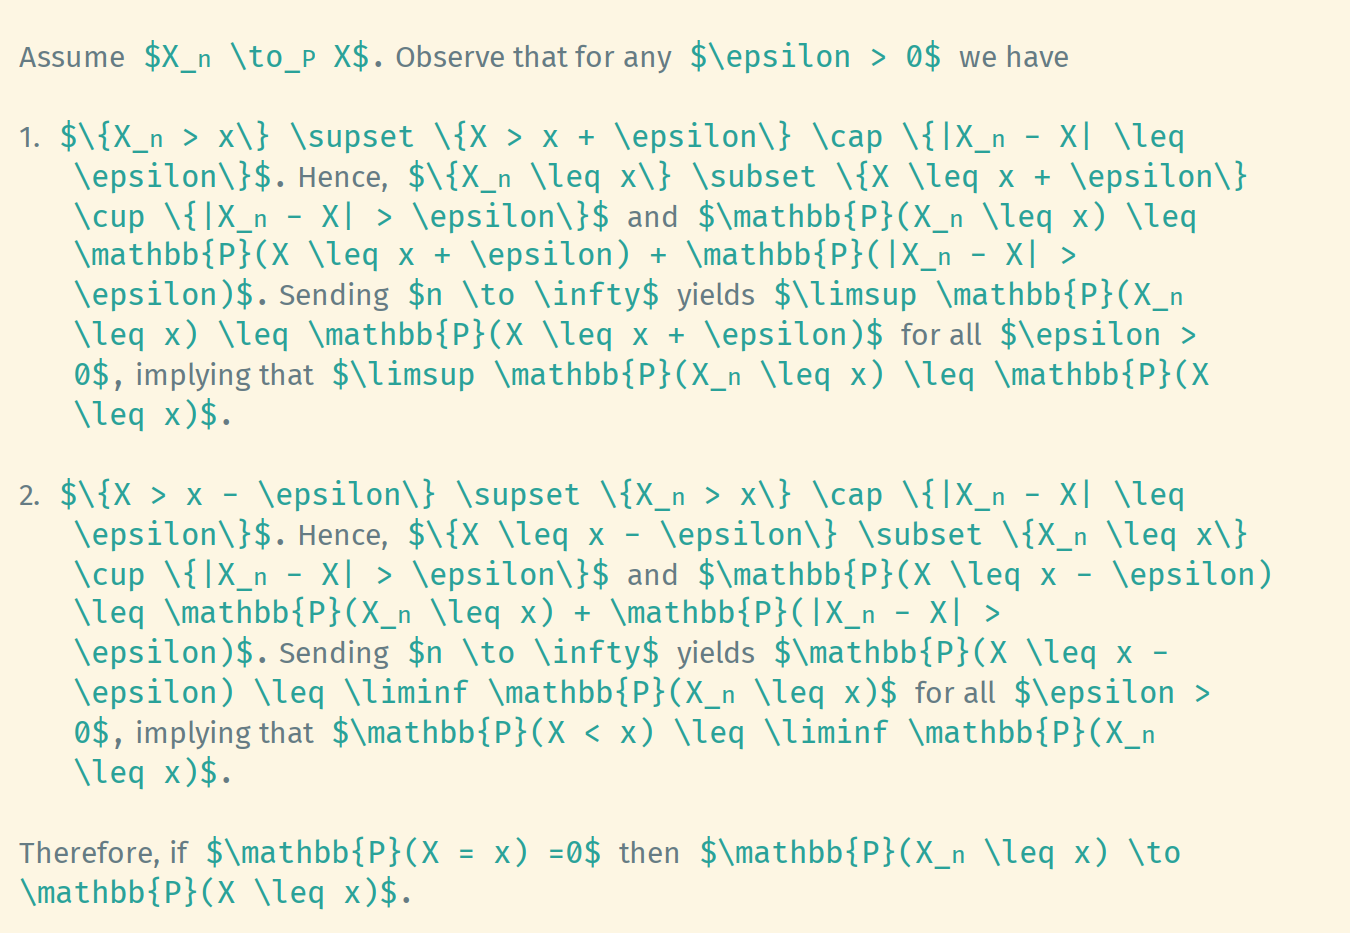 Assume $X_n \to_P X$. Observe that for any $\epsilon > 0$ we have
1. $\{X_n > x\} \supset \{X > x + \epsilon\} \cap \{|X_n - X| \leq
\epsilon\}$. Hence, $\{X_n \leq x\} \subset \{X \leq x + \epsilon\}
\cup \{|X_n - X| > \epsilon\}$ and $\mathbb{P}(X_n \leq x) \leq
\mathbb{P}(X \leq x + \epsilon) + \mathbb{P}(|X_n - X| >
\epsilon)$. Sending $n \to \infty$ yields $\limsup \mathbb{P}(X_n
\leq x) \leq \mathbb{P}(X \leq x + \epsilon)$ for all $\epsilon >
0$, implying that $\limsup \mathbb{P}(X_n \leq x) \leq \mathbb{P}(X
\leq x)$.
2. $\{X > x - \epsilon\} \supset \{X_n > x\} \cap \{|X_n - X| \leq
\epsilon\}$. Hence, $\{X \leq x - \epsilon\} \subset \{X_n \leq x\}
\cup \{|X_n - X| > \epsilon\}$ and $\mathbb{P}(X \leq x - \epsilon)
\leq \mathbb{P}(X_n \leq x) + \mathbb{P}(|X_n - X| >
\epsilon)$. Sending $n \to \infty$ yields $\mathbb{P}(X \leq x -
\epsilon) \leq \liminf \mathbb{P}(X_n \leq x)$ for all $\epsilon >
0$, implying that $\mathbb{P}(X < x) \leq \liminf \mathbb{P}(X_n
\leq x)$.
Therefore, if $\mathbb{P}(X = x) =0$ then $\mathbb{P}(X_n \leq x) \to
\mathbb{P}(X \leq x)$.